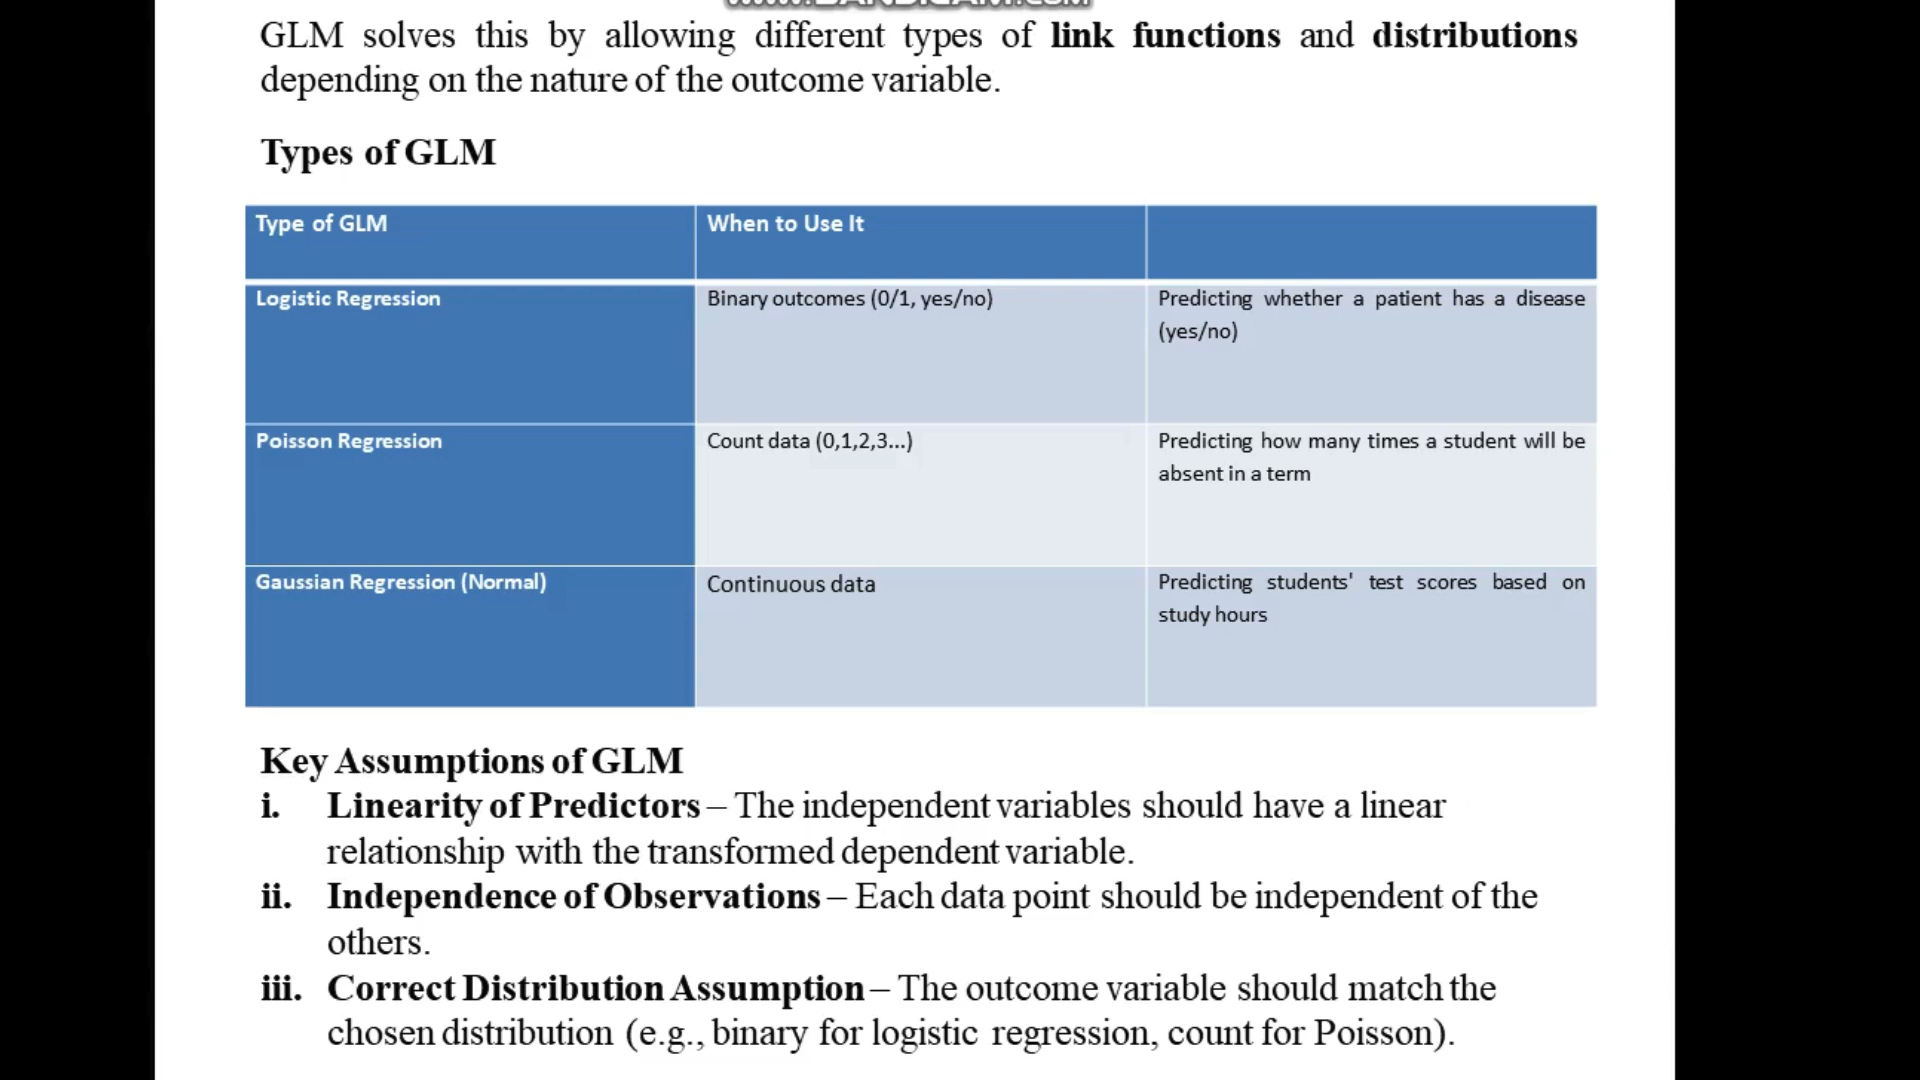 www.BANDICAM.com
GLM solves this by allowing different types of link functions and distributions
depending on the nature of the outcome variable.
Types of GLM
Type of GLM
When to Use It
Logistic Regression
Binary outcomes (0/1, yes/no)
Predicting whether a patient has a disease
(yes/no)
Poisson Regression
Count data (0,1,2,3...)
Predicting how many times a student will be
absent in a term
Gaussian Regression (Normal)
Continuous data
Predicting students' test scores based on
study hours
Key Assumptions of GLM
i. Linearity of Predictors – The independent variables should have a linear
relationship with the transformed dependent variable.
ii. Independence of Observations – Each data point should be independent of the
others.
iii. Correct Distribution Assumption – The outcome variable should match the
chosen distribution (e.g., binary for logistic regression, count for Poisson).